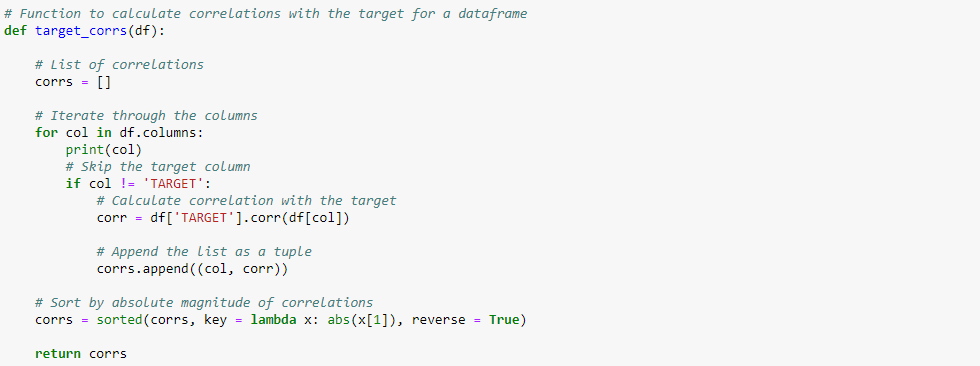 # Function to calculate correlations with the target for a dataframe
def target_corrs(df):
    # List of correlations
    corrs = []
    # Iterate through the columns
    for col in df.columns:
        print(col)
        # Skip the target column
        if col != 'TARGET':
            # Calculate correlation with the target
            corr = df['TARGET'].corr(df[col])
            # Append the list as a tuple
            corrs.append((col, corr))
    # Sort by absolute magnitude of correlations
    corrs = sorted(corrs, key = lambda x: abs(x[1]), reverse = True)
    return corrs